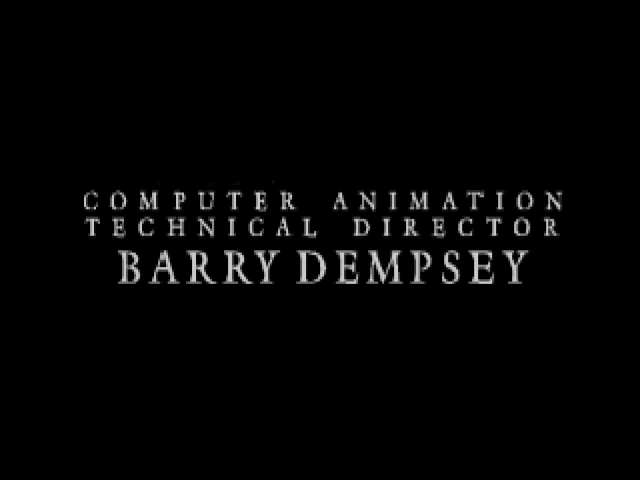 COMPUTER ANIMATION
TECHNICAL DIRECTOR
BARRY DEMPSEY